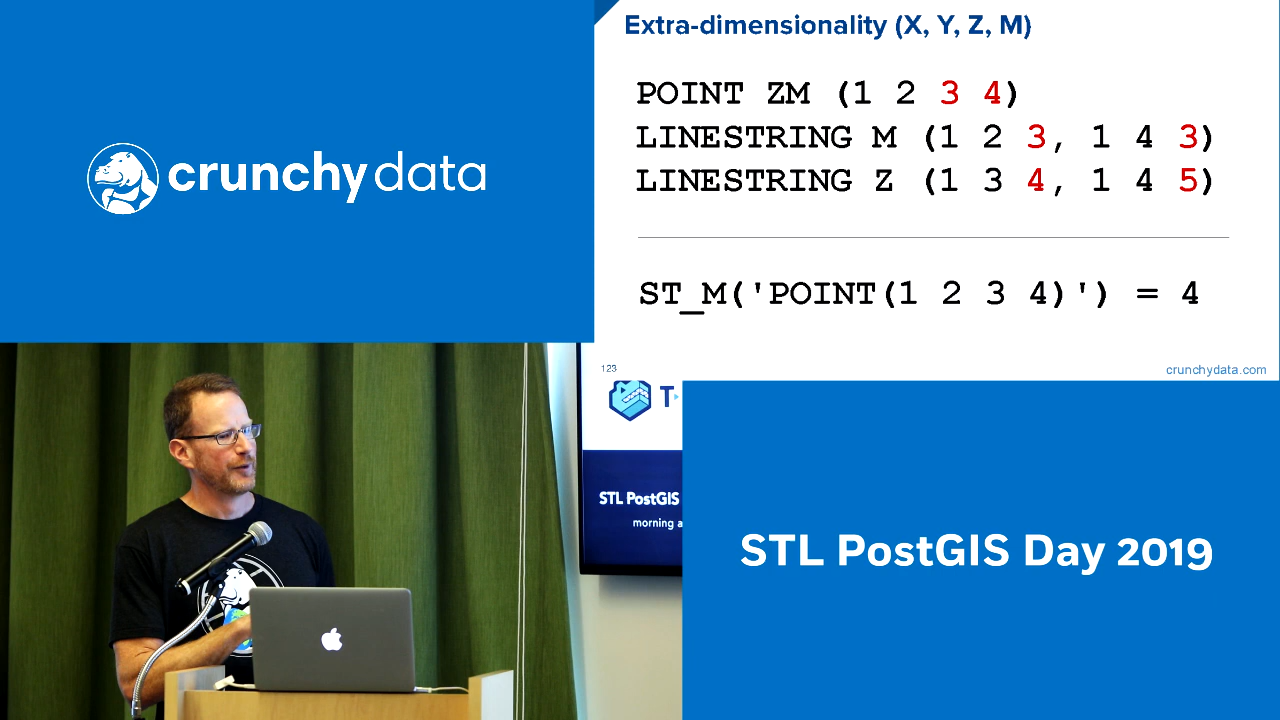 Extra-dimensionality (X, Y, Z, M)
POINT ZM (1 2 3 4)
LINESTRING M (1 2 3, 1 4 3)
LINESTRING Z (1 3 4, 1 4 5)
ST_M('POINT(1 2 3 4)') = 4
123
crunchydata.com
crunchydata
T
STL PostGIS
morning a
STL PostGIS Day 2019